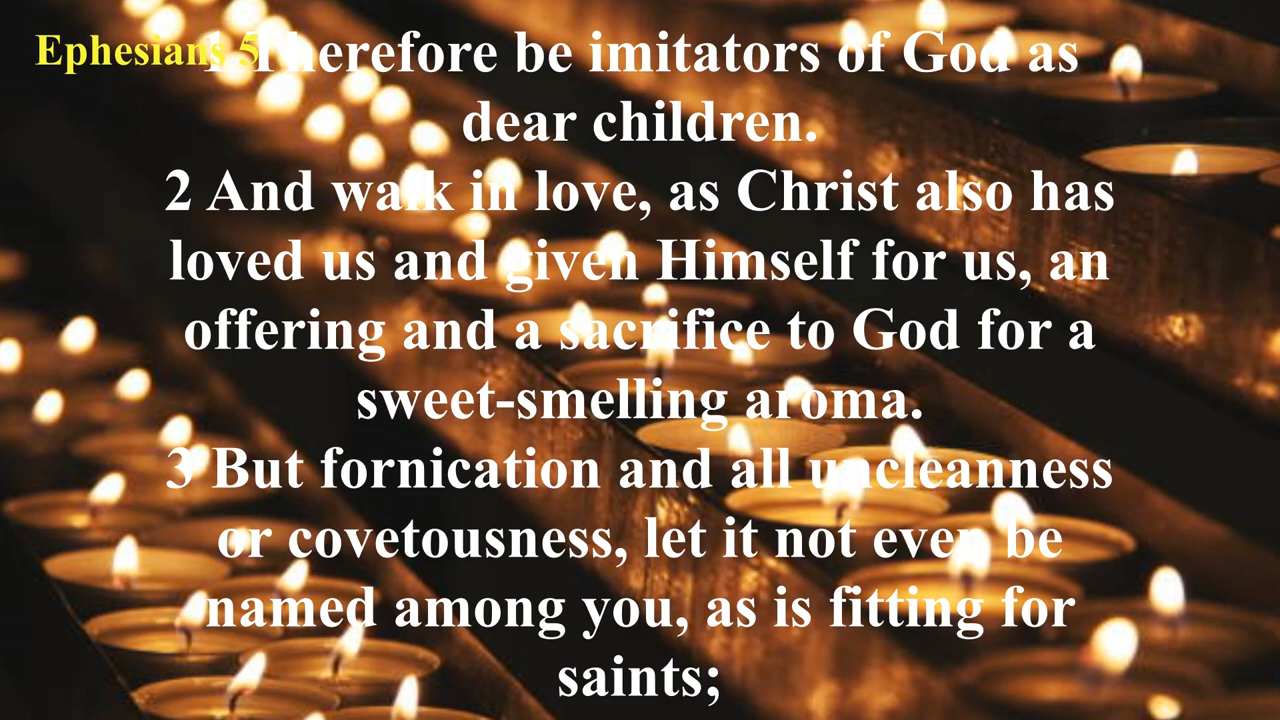 Ephesians 5
1 Therefore be imitators of God as
dear children.
2 And walk in love, as Christ also has
loved us and given Himself for us, an
offering and a sacrifice to God for a
sweet-smelling aroma.
3 But fornication and all uncleanness
or covetousness, let it not even be
named among you, as is fitting for
saints;